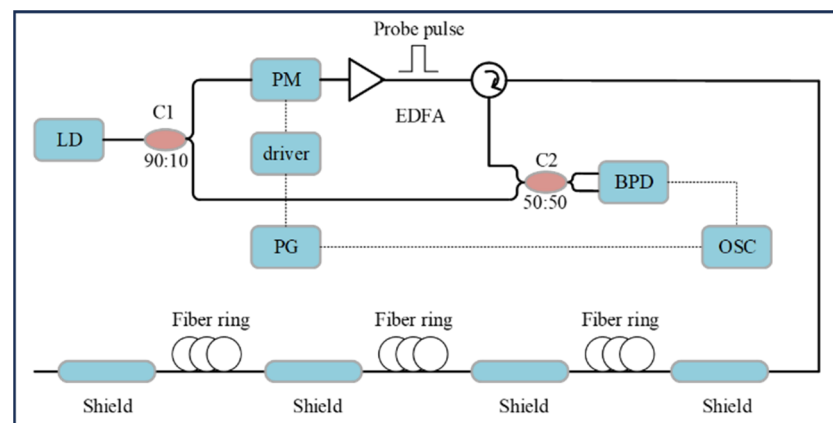 Probe pulse
PM
C1
EDFA
LD
90:10
driver
C2
BPD
50:50
PG
OSC
Fiber ring
Fiber ring
Fiber ring
Shield
Shield
Shield
Shield